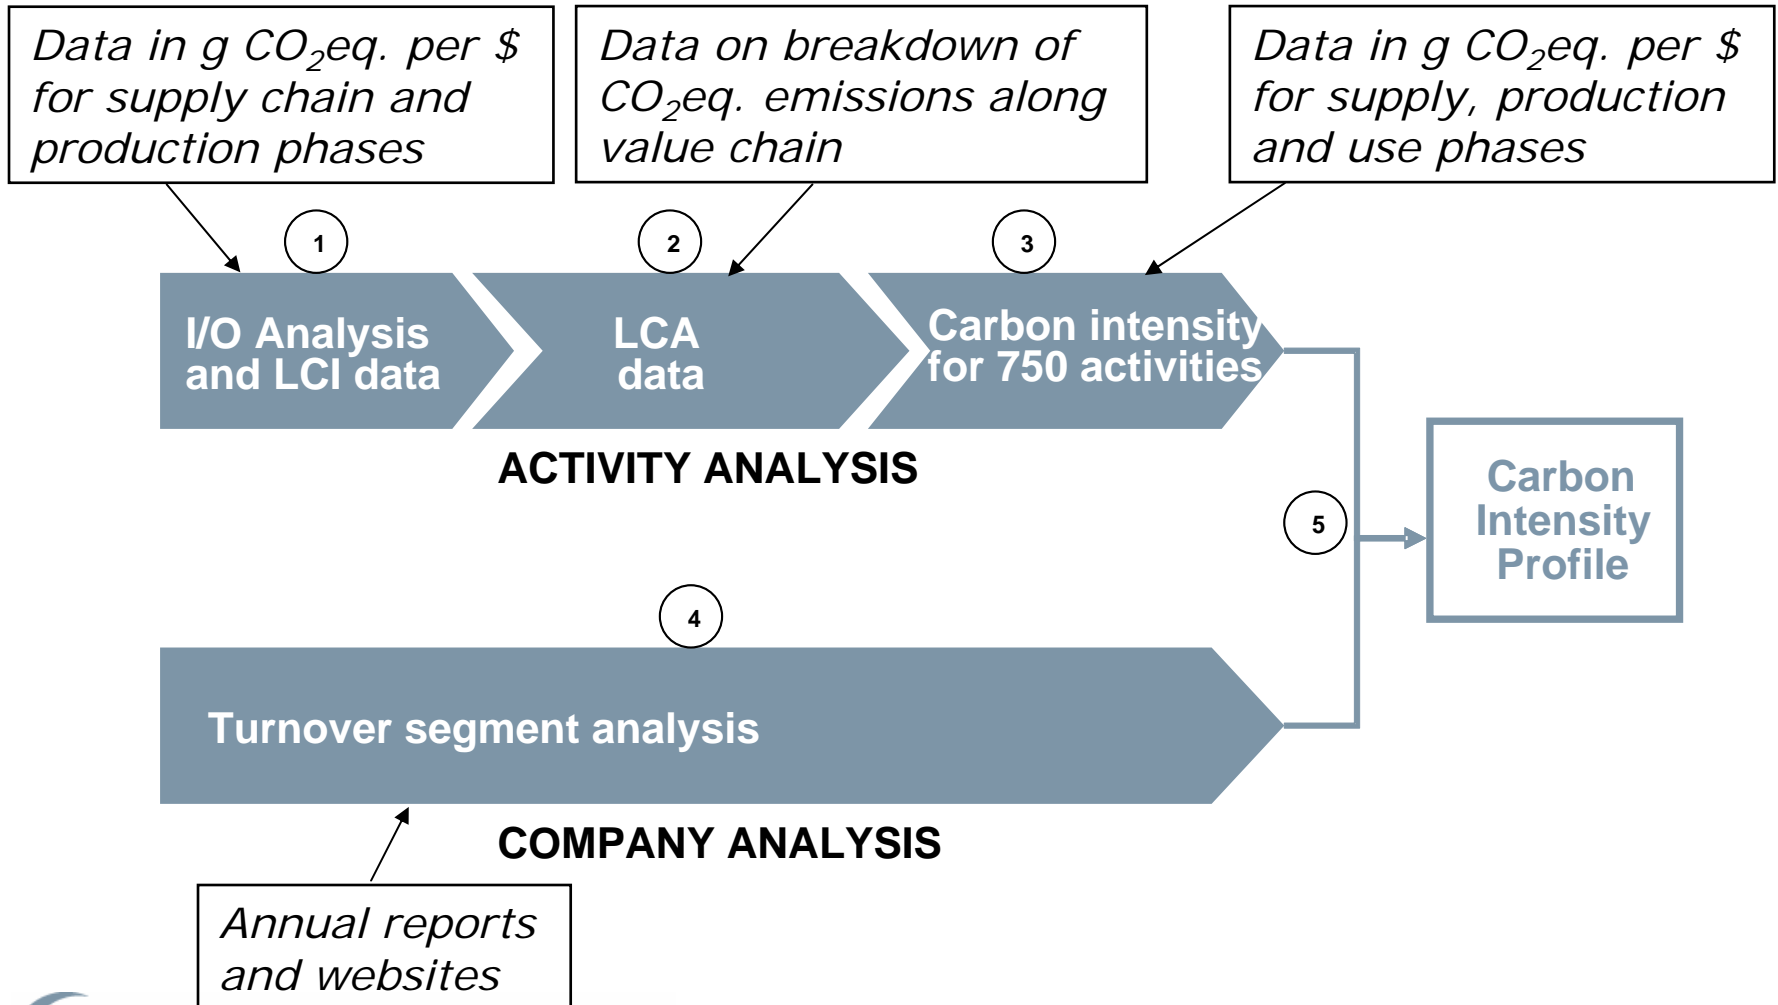 Data in g CO₂eq. per $
for supply chain and
production phases
Data on breakdown of
CO₂eq. emissions along
value chain
Data in g CO₂eq. per $
for supply, production
and use phases
1
2
3
I/O Analysis
and LCI data
LCA
data
Carbon intensity
for 750 activities
ACTIVITY ANALYSIS
5
Carbon
Intensity
Profile
4
Turnover segment analysis
COMPANY ANALYSIS
Annual reports
and websites